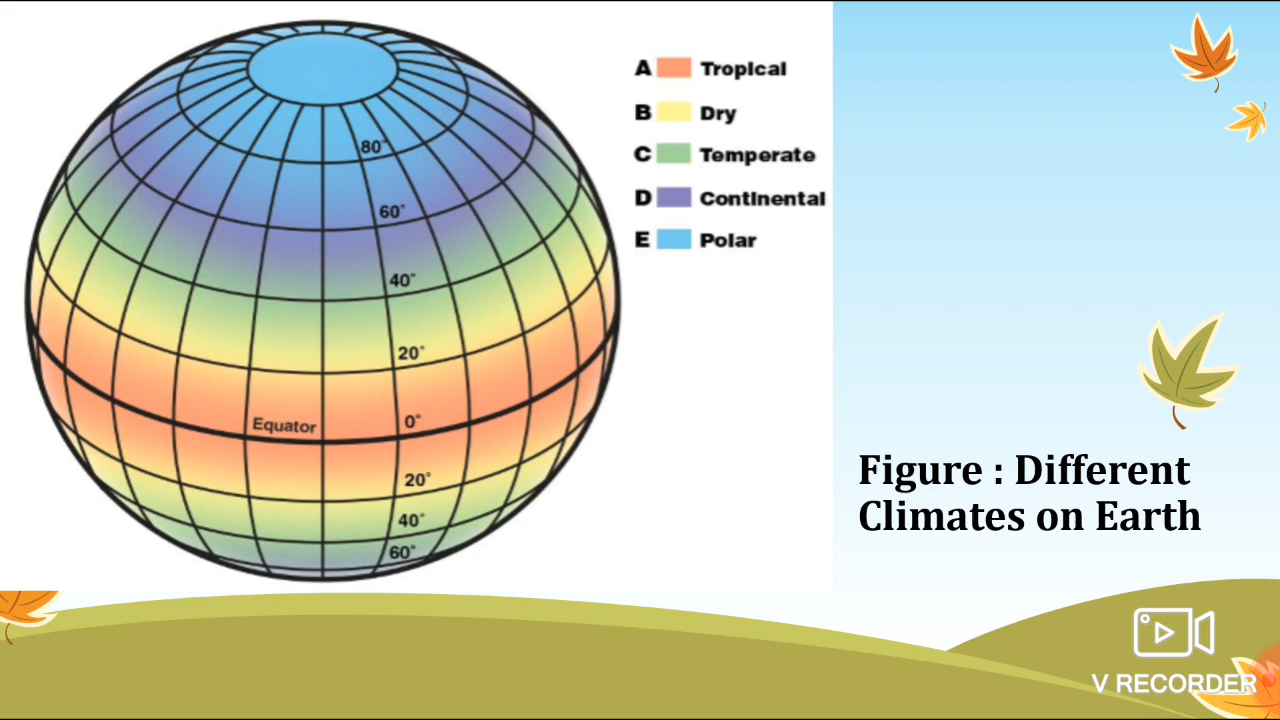 A Tropical
B Dry
C Temperate
D Continental
E Polar
80°
60°
40°
20°
Equator 0°
20°
40°
60°
Figure : Different
Climates on Earth
V RECORDER